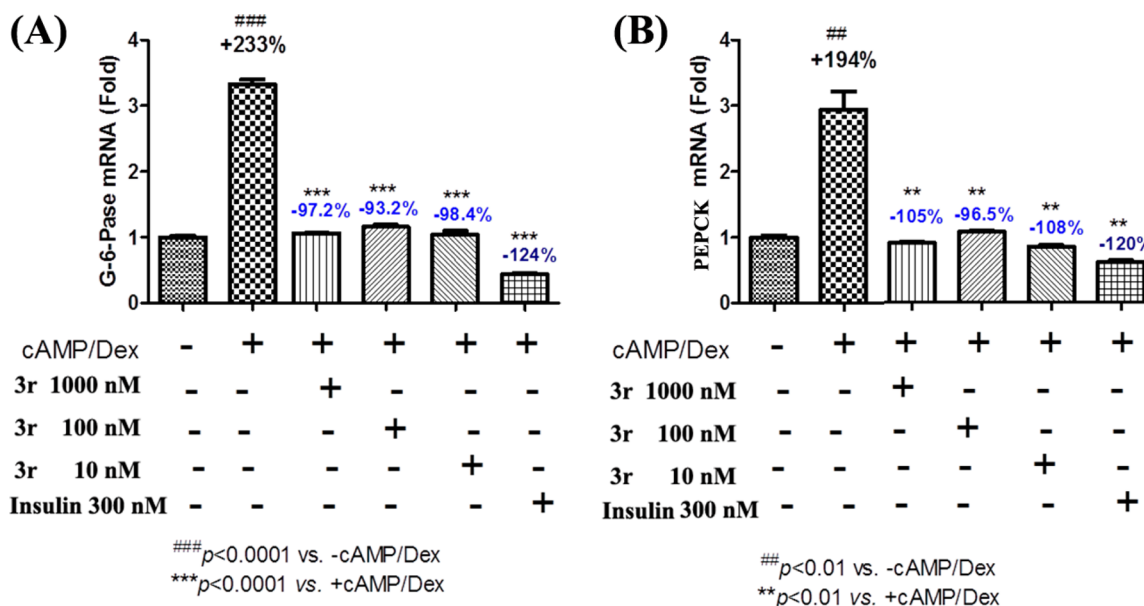 (A)
G-6-Pase mRNA (Fold)
4
3
2
1
0
###
+233%
***
-97.2%
***
-93.2%
***
-98.4%
***
-124%
cAMP/Dex - + + + + +
3r 1000 nM - - + - - -
3r 100 nM - - - + - -
3r 10 nM - - - - + -
Insulin 300 nM - - - - - +
###p<0.0001 vs. -cAMP/Dex
***p<0.0001 vs. +cAMP/Dex
(B)
PEPCK mRNA (Fold)
4
3
2
1
0
##
+194%
**
-105%
**
-96.5%
**
-108%
**
-120%
cAMP/Dex - + + + + +
3r 1000 nM - - + - - -
3r 100 nM - - - + - -
3r 10 nM - - - - + -
Insulin 300 nM - - - - - +
##p<0.01 vs. -cAMP/Dex
**p<0.01 vs. +cAMP/Dex